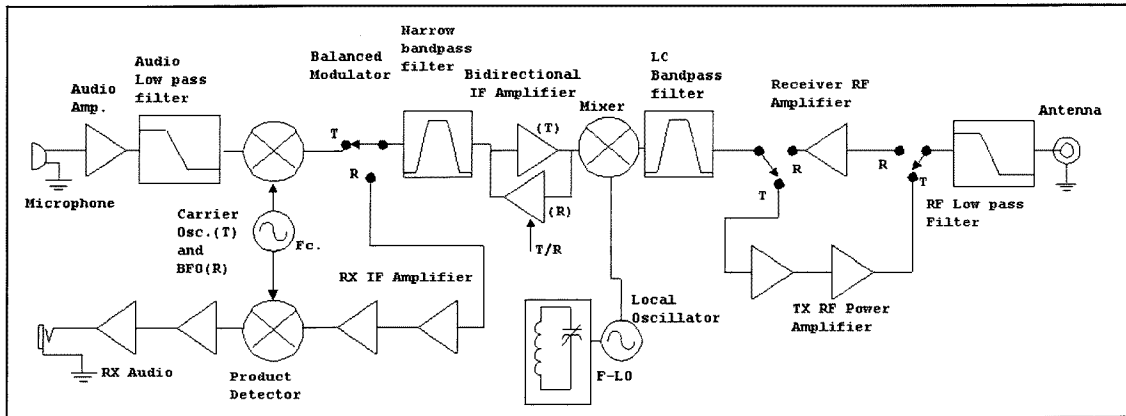 Audio
Amp.
Audio
Low pass
filter
Balanced
Modulator
Narrow
bandpass
filter
Bidirectional
IF Amplifier
Mixer
LC
Bandpass
filter
Receiver RF
Amplifier
Antenna
T
R
(T)
(R)
T/R
R
T
R
T
Microphone
Carrier
Osc.(T)
and
BFO(R)
Fc.
RX IF Amplifier
RF Low pass
Filter
TX RF Power
Amplifier
Local
Oscillator
F-LO
RX Audio
Product
Detector